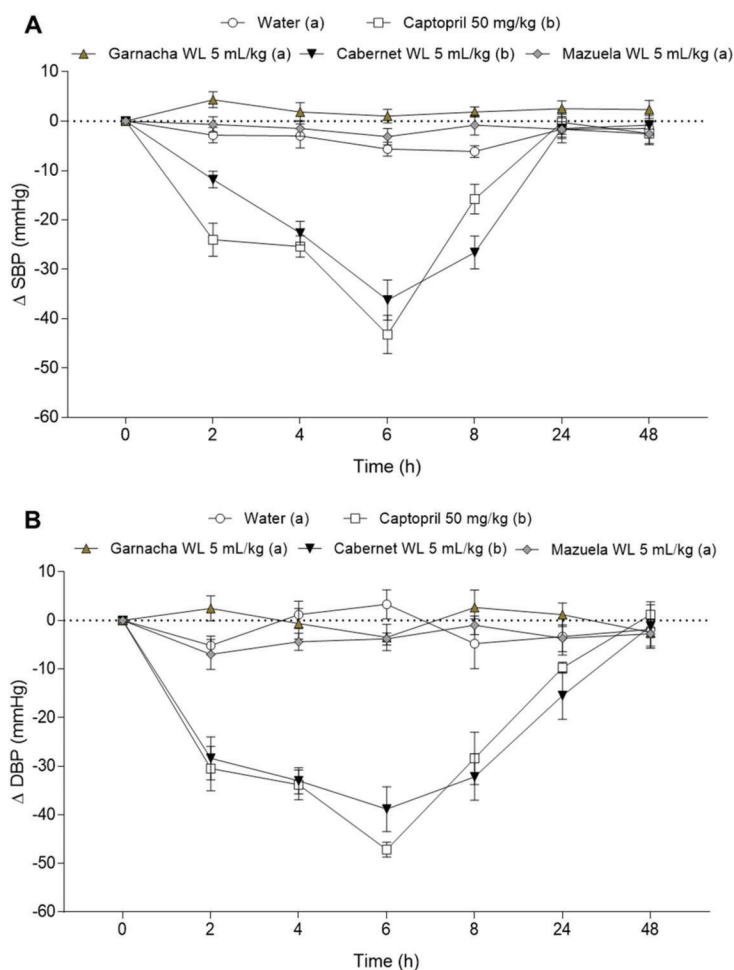 A
Water (a) Captopril 50 mg/kg (b)
Garnacha WL 5 mL/kg (a) Cabernet WL 5 mL/kg (b) Mazuela WL 5 mL/kg (a)
Δ SBP (mmHg)
10
0
-10
-20
-30
-40
-50
-60
0 2 4 6 8 24 48
Time (h)
B
Water (a) Captopril 50 mg/kg (b)
Garnacha WL 5 mL/kg (a) Cabernet WL 5 mL/kg (b) Mazuela WL 5 mL/kg (a)
Δ DBP (mmHg)
10
0
-10
-20
-30
-40
-50
-60
0 2 4 6 8 24 48
Time (h)